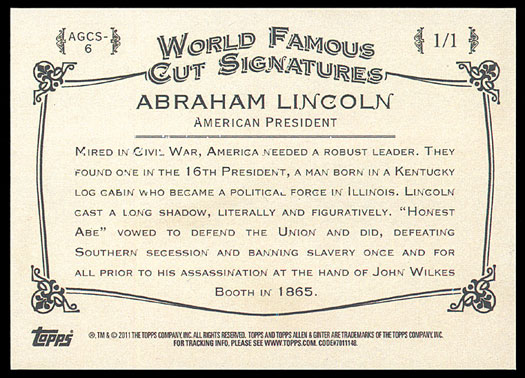 AGCS-
6
WORLD FAMOUS
CUT SIGNATURES
1/1
ABRAHAM LINCOLN
AMERICAN PRESIDENT
MIRED IN CIVIL WAR, AMERICA NEEDED A ROBUST LEADER. THEY
FOUND ONE IN THE 16TH PRESIDENT, A MAN BORN IN A KENTUCKY
LOG CABIN WHO BECAME A POLITICAL FORCE IN ILLINOIS. LINCOLN
CAST A LONG SHADOW, LITERALLY AND FIGURATIVELY. “HONEST
ABE” VOWED TO DEFEND THE UNION AND DID, DEFEATING
SOUTHERN SECESSION AND BANNING SLAVERY ONCE AND FOR
ALL PRIOR TO HIS ASSASSINATION AT THE HAND OF JOHN WILKES
BOOTH IN 1865.
Topps
®, TM & © 2011 THE TOPPS COMPANY, INC. ALL RIGHTS RESERVED. TOPPS AND TOPPS ALLEN & GINTER ARE TRADEMARKS OF THE TOPPS COMPANY, INC.
FOR TRACKING INFO, PLEASE SEE WWW.TOPPS.COM. CODE#7011148.